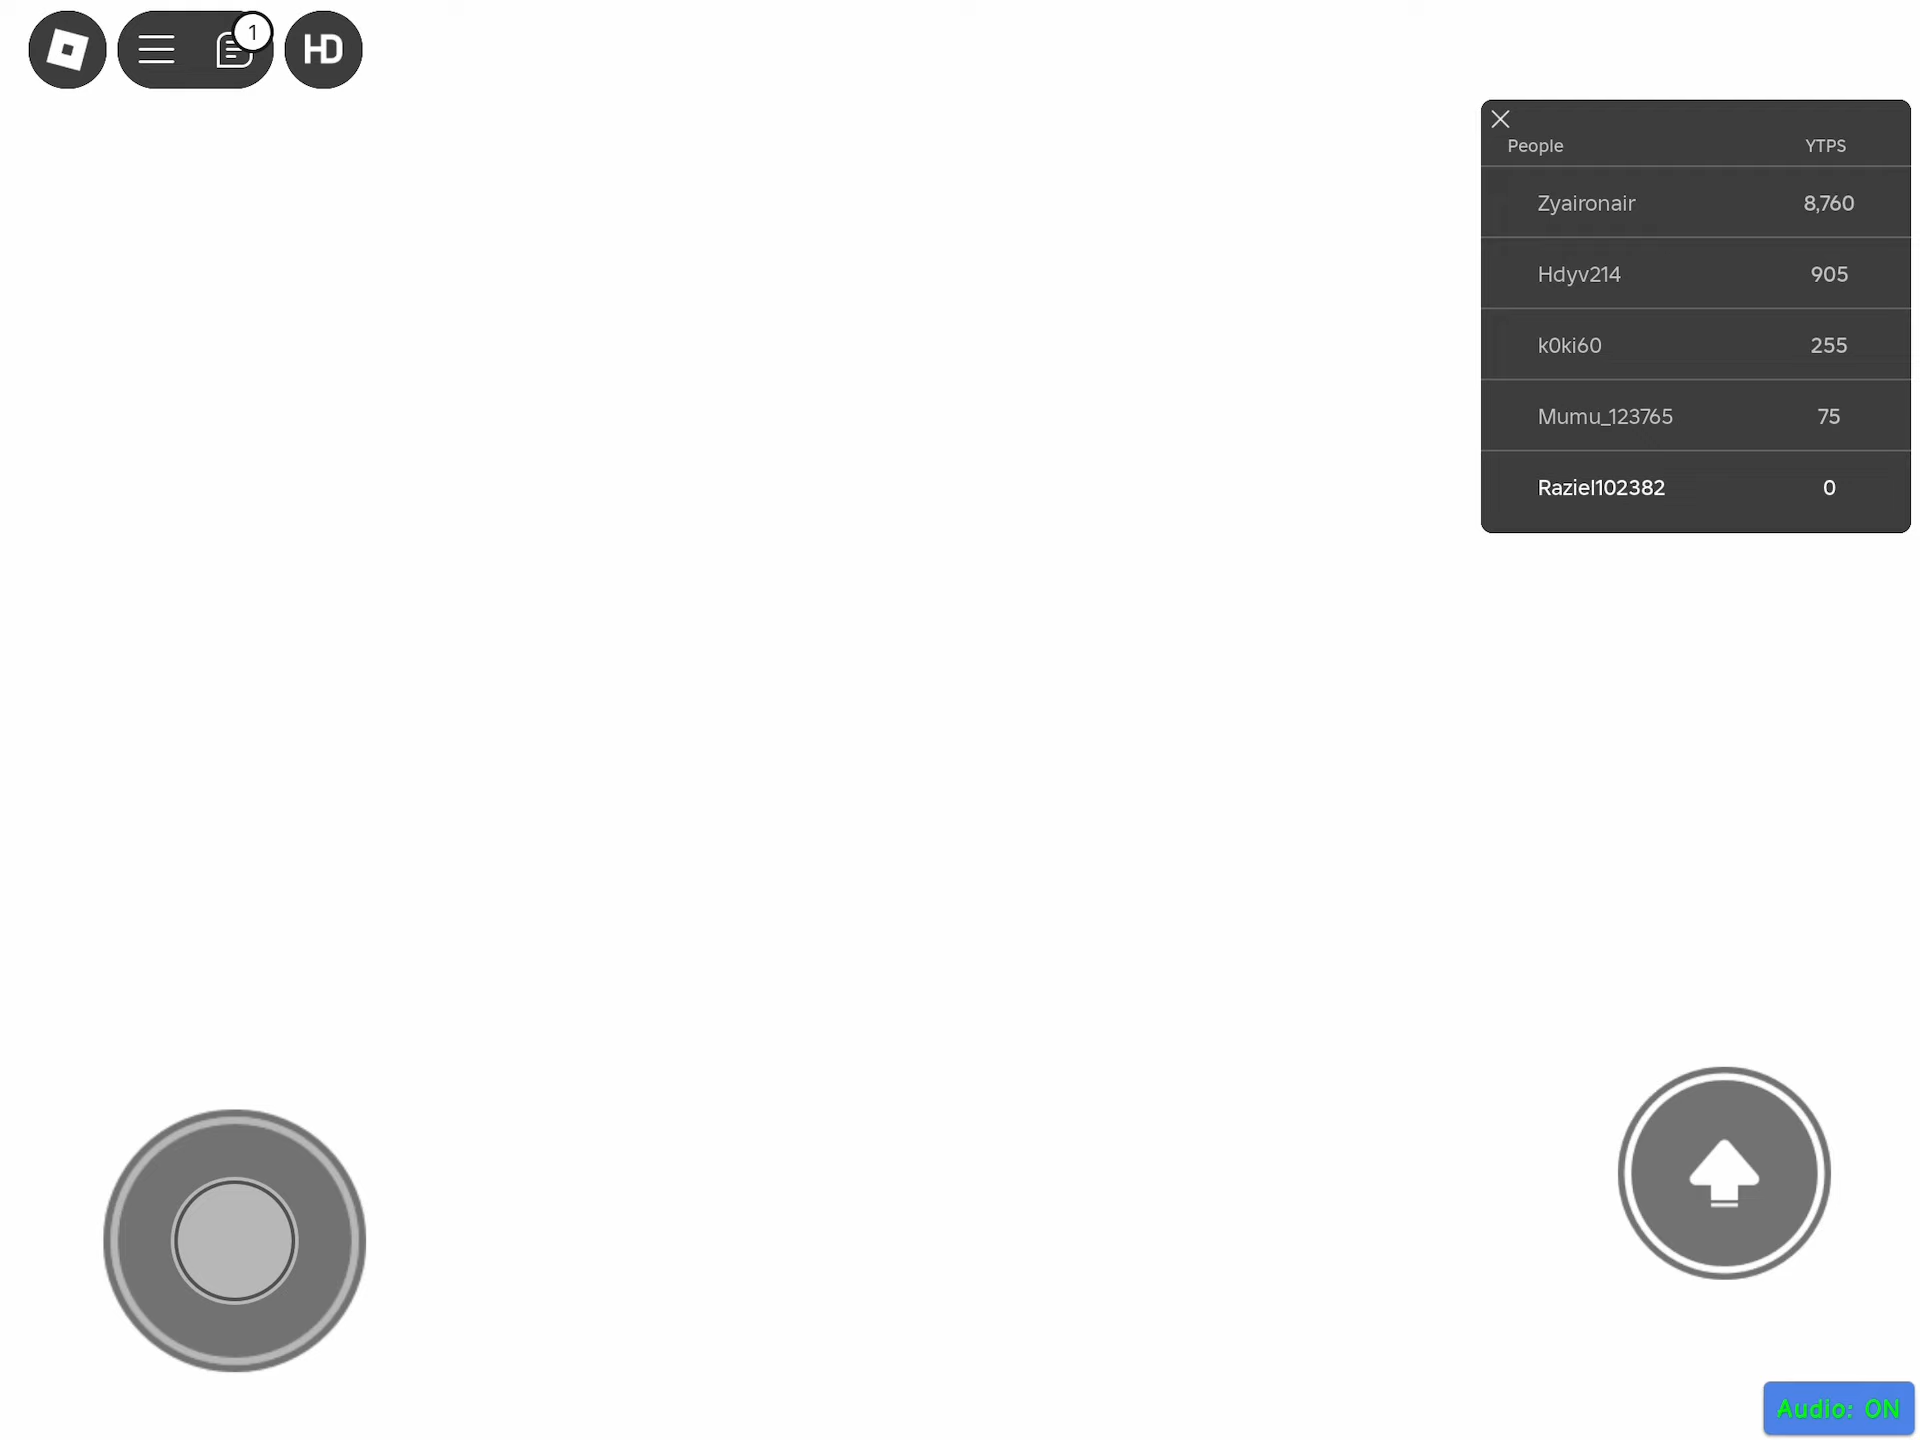 1
HD
People YTPS
Zyaironair 8,760
Hdyv214 905
k0ki60 255
Mumu_123765 75
Raziel102382 0
Audio: ON